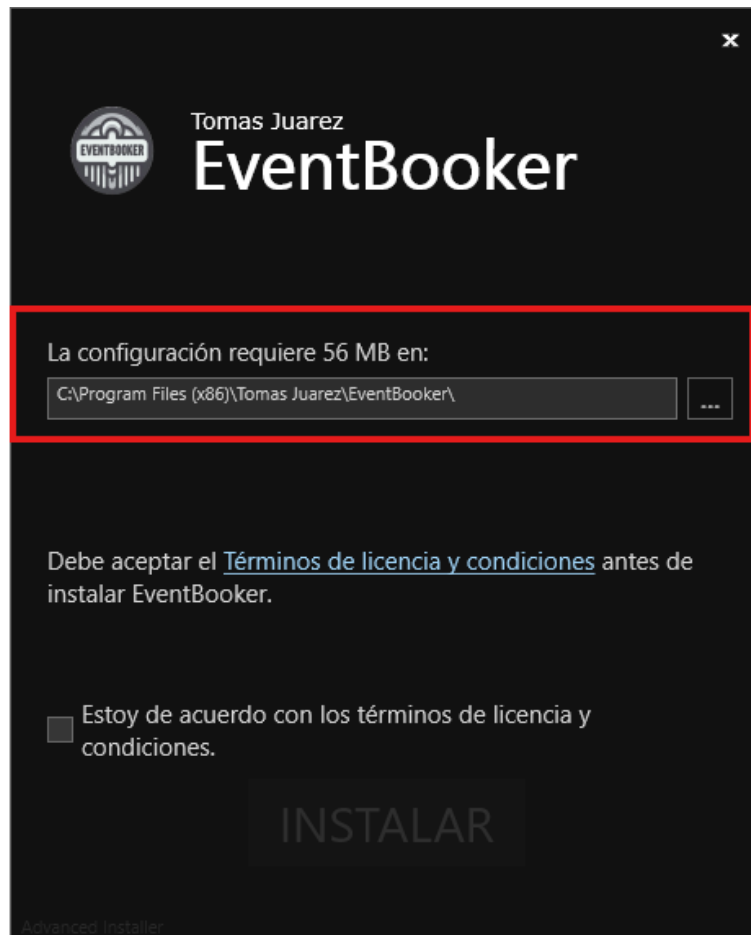 x
EVENTBOOKER
Tomas Juarez
EventBooker
La configuración requiere 56 MB en:
C:\Program Files (x86)\Tomas Juarez\EventBooker\
...
Debe aceptar el Términos de licencia y condiciones antes de
instalar EventBooker.
Estoy de acuerdo con los términos de licencia y
condiciones.
INSTALAR
Advanced Installer